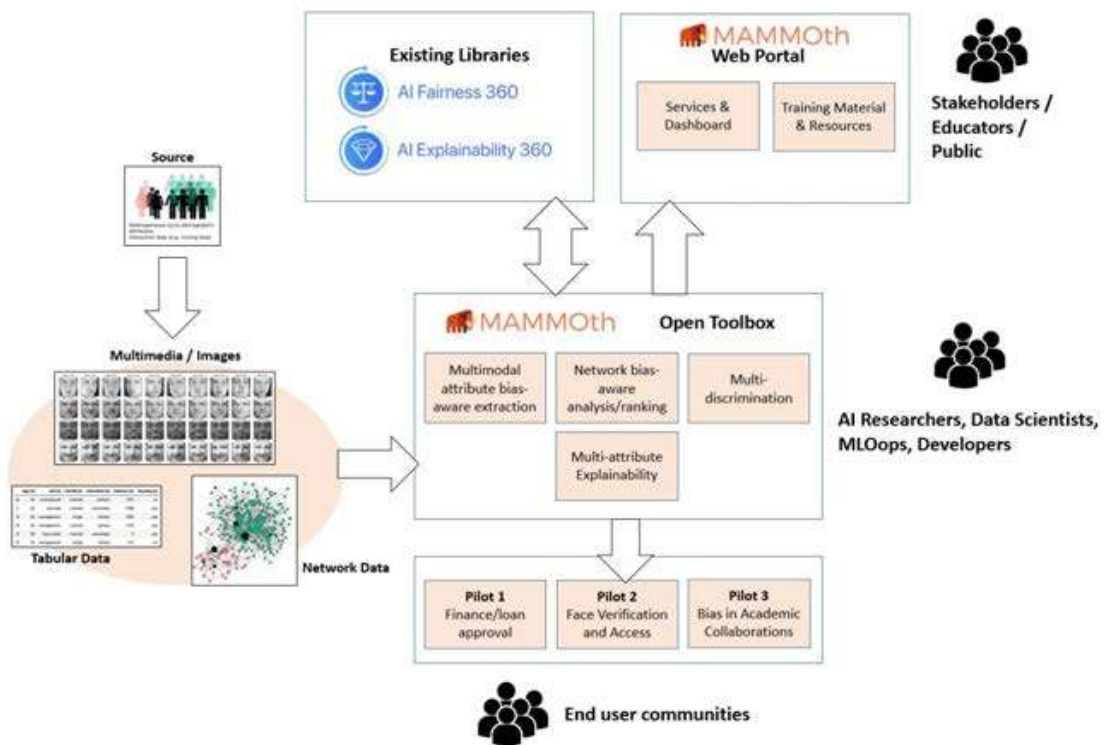 Existing Libraries
AI Fairness 360
AI Explainability 360
MAMMOth
Web Portal
Services &
Dashboard
Training Material
& Resources
Stakeholders /
Educators /
Public
Source
Multimedia / Images
Tabular Data
Network Data
MAMMOth Open Toolbox
Multimodal
attribute bias-
aware extraction
Network bias-
aware
analysis/ranking
Multi-
discrimination
Multi-attribute
Explainability
AI Researchers, Data Scientists,
MLOops, Developers
Pilot 1
Finance/loan
approval
Pilot 2
Face Verification
and Access
Pilot 3
Bias in Academic
Collaborations
End user communities